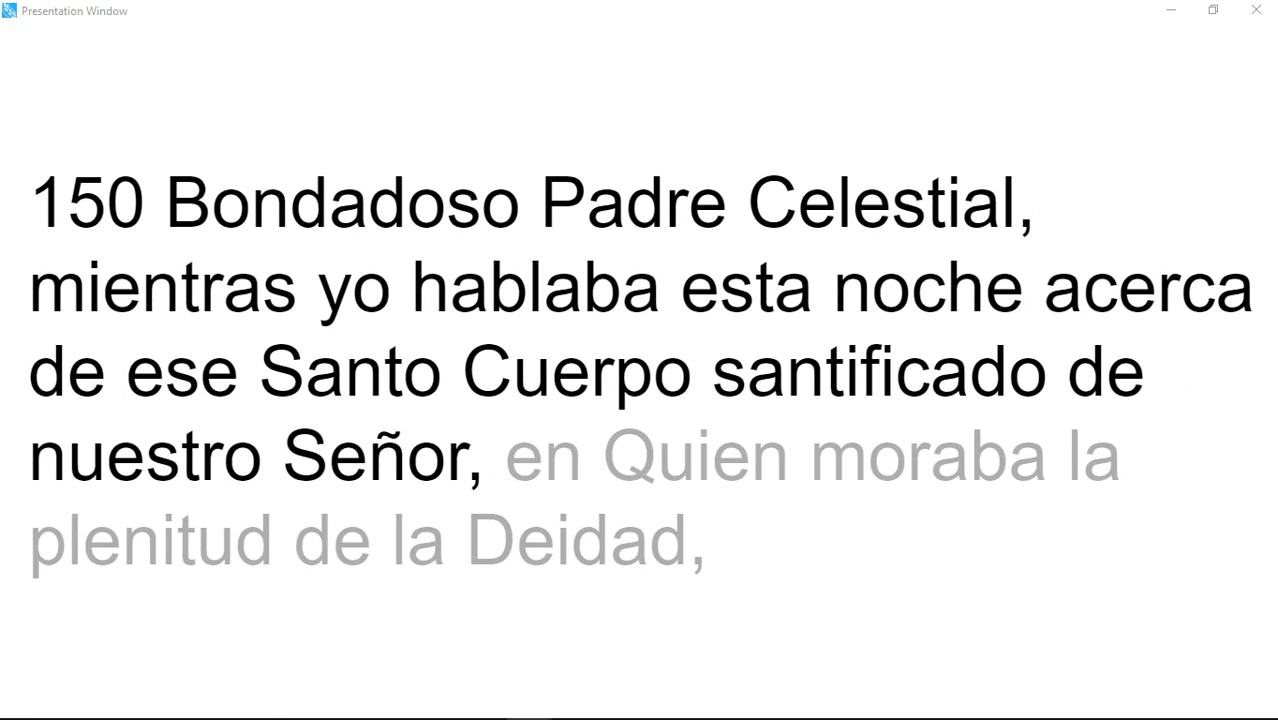 Presentation Window
150 Bondadoso Padre Celestial,
mientras yo hablaba esta noche acerca
de ese Santo Cuerpo santificado de
nuestro Señor, en Quien moraba la
plenitud de la Deidad,